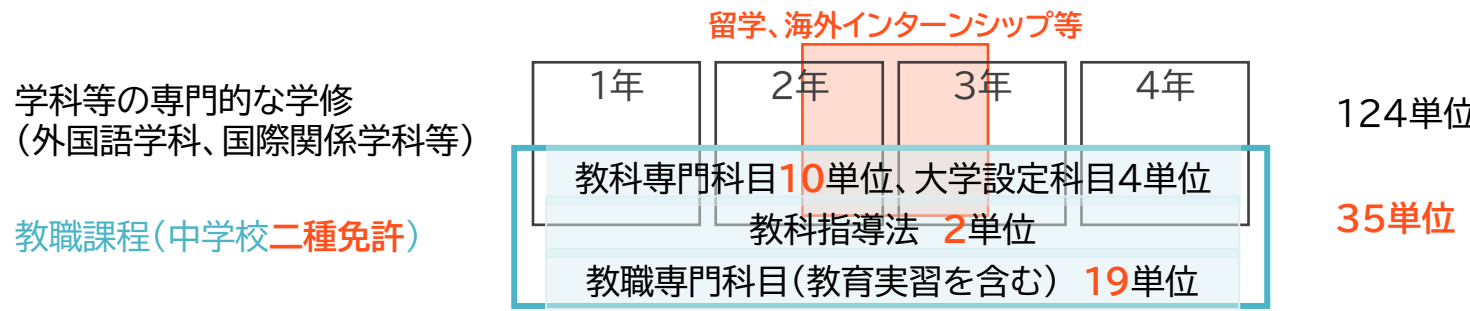 留学、海外インターンシップ等
1年 2年 3年 4年
学科等の専門的な学修
（外国語学科、国際関係学科等）
124単位
教科専門科目10単位、大学設定科目4単位
教科指導法 2単位
35単位
教職課程（中学校二種免許）
教職専門科目（教育実習を含む） 19単位